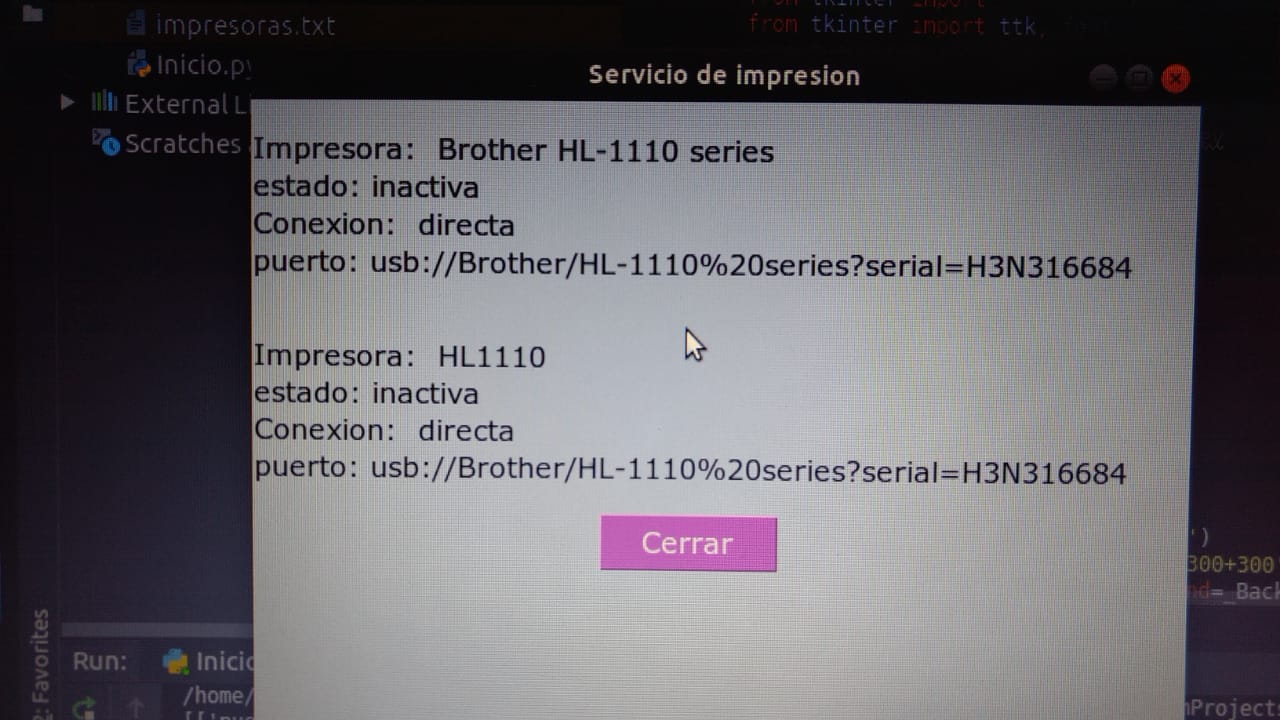 impresoras.txt
from tkinter import
from tkinter import ttk,
Inicio.py
Servicio de impresion
External L
Scratches
Impresora: Brother HL-1110 series
estado: inactiva
Conexion: directa
puerto: usb://Brother/HL-1110%20series?serial=H3N316684
Impresora: HL1110
estado: inactiva
Conexion: directa
puerto: usb://Brother/HL-1110%20series?serial=H3N316684
Cerrar
')
300+300
nd=_Back
Favorites
Run: Inicio
/home/
nProject